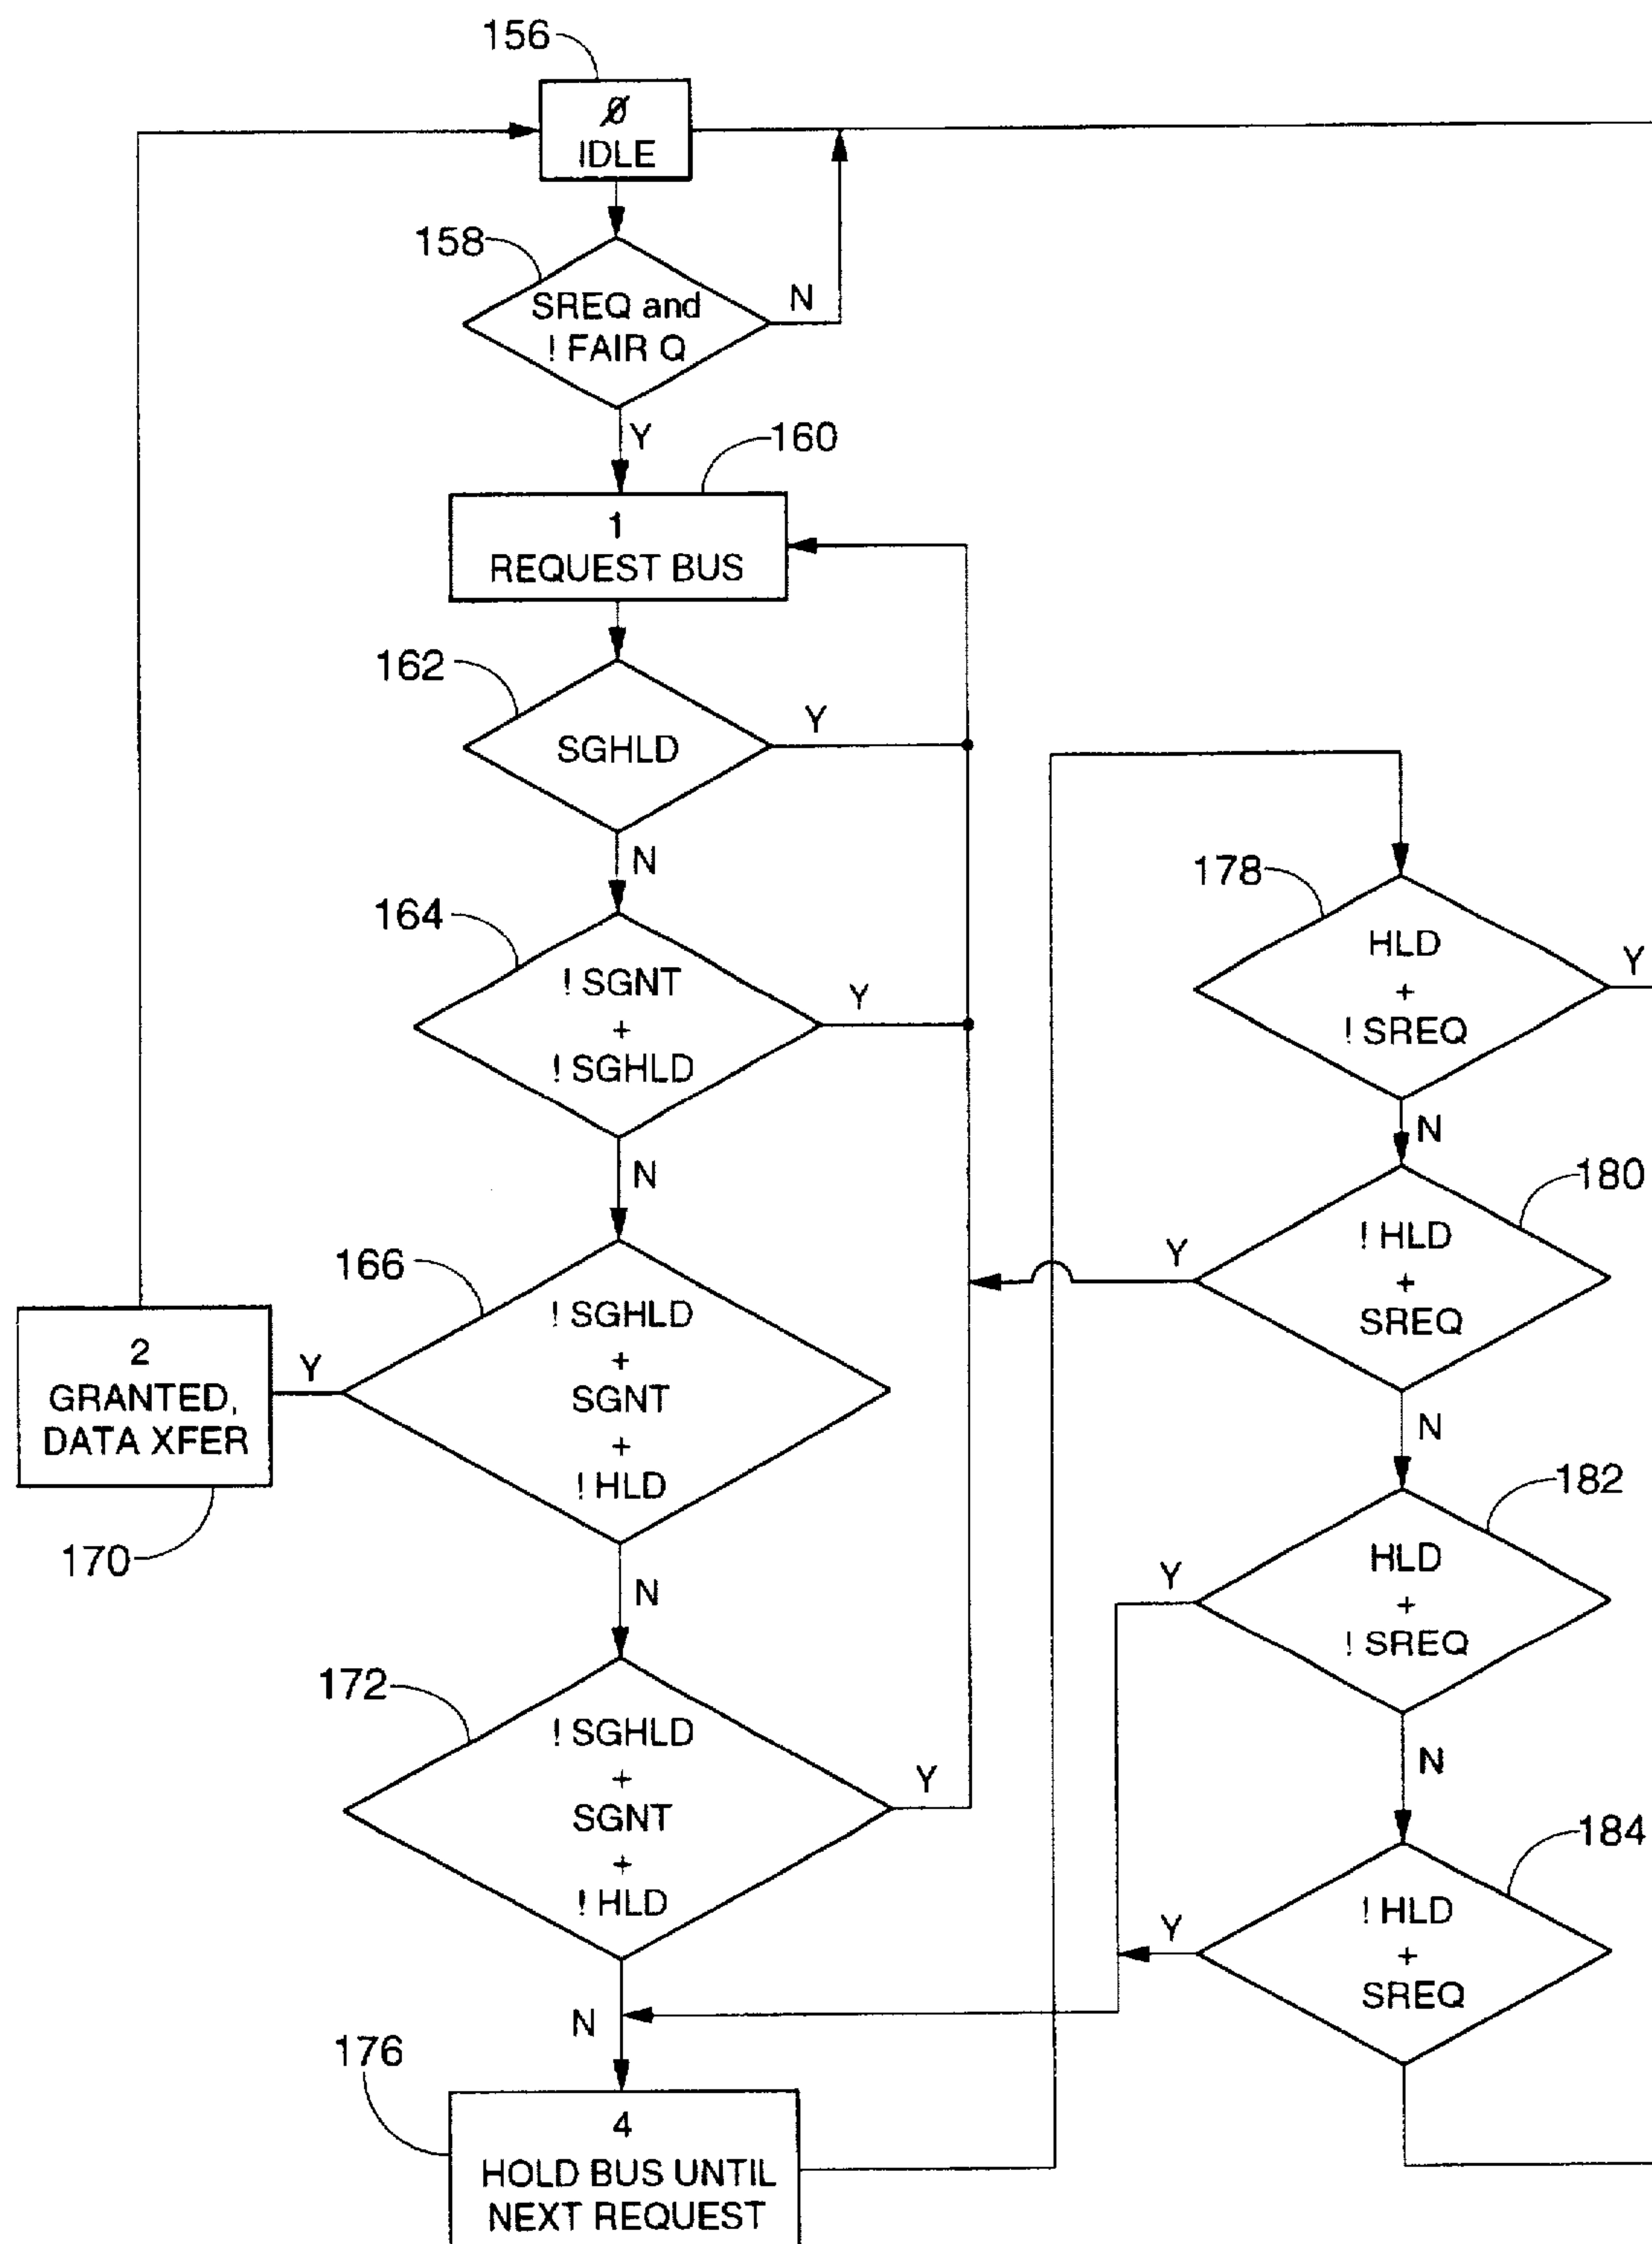 156
Ø
IDLE
158
SREQ and
! FAIR Q
N
Y
160
1
REQUEST BUS
162
SGHLD
Y
N
164
! SGNT
+
! SGHLD
Y
N
166
! SGHLD
+
SGNT
+
! HLD
Y
2
GRANTED,
DATA XFER
170
N
172
! SGHLD
+
SGNT
+
! HLD
Y
N
176
4
HOLD BUS UNTIL
NEXT REQUEST
178
HLD
+
! SREQ
Y
N
180
! HLD
+
SREQ
Y
N
182
HLD
+
! SREQ
Y
N
184
! HLD
+
SREQ
Y